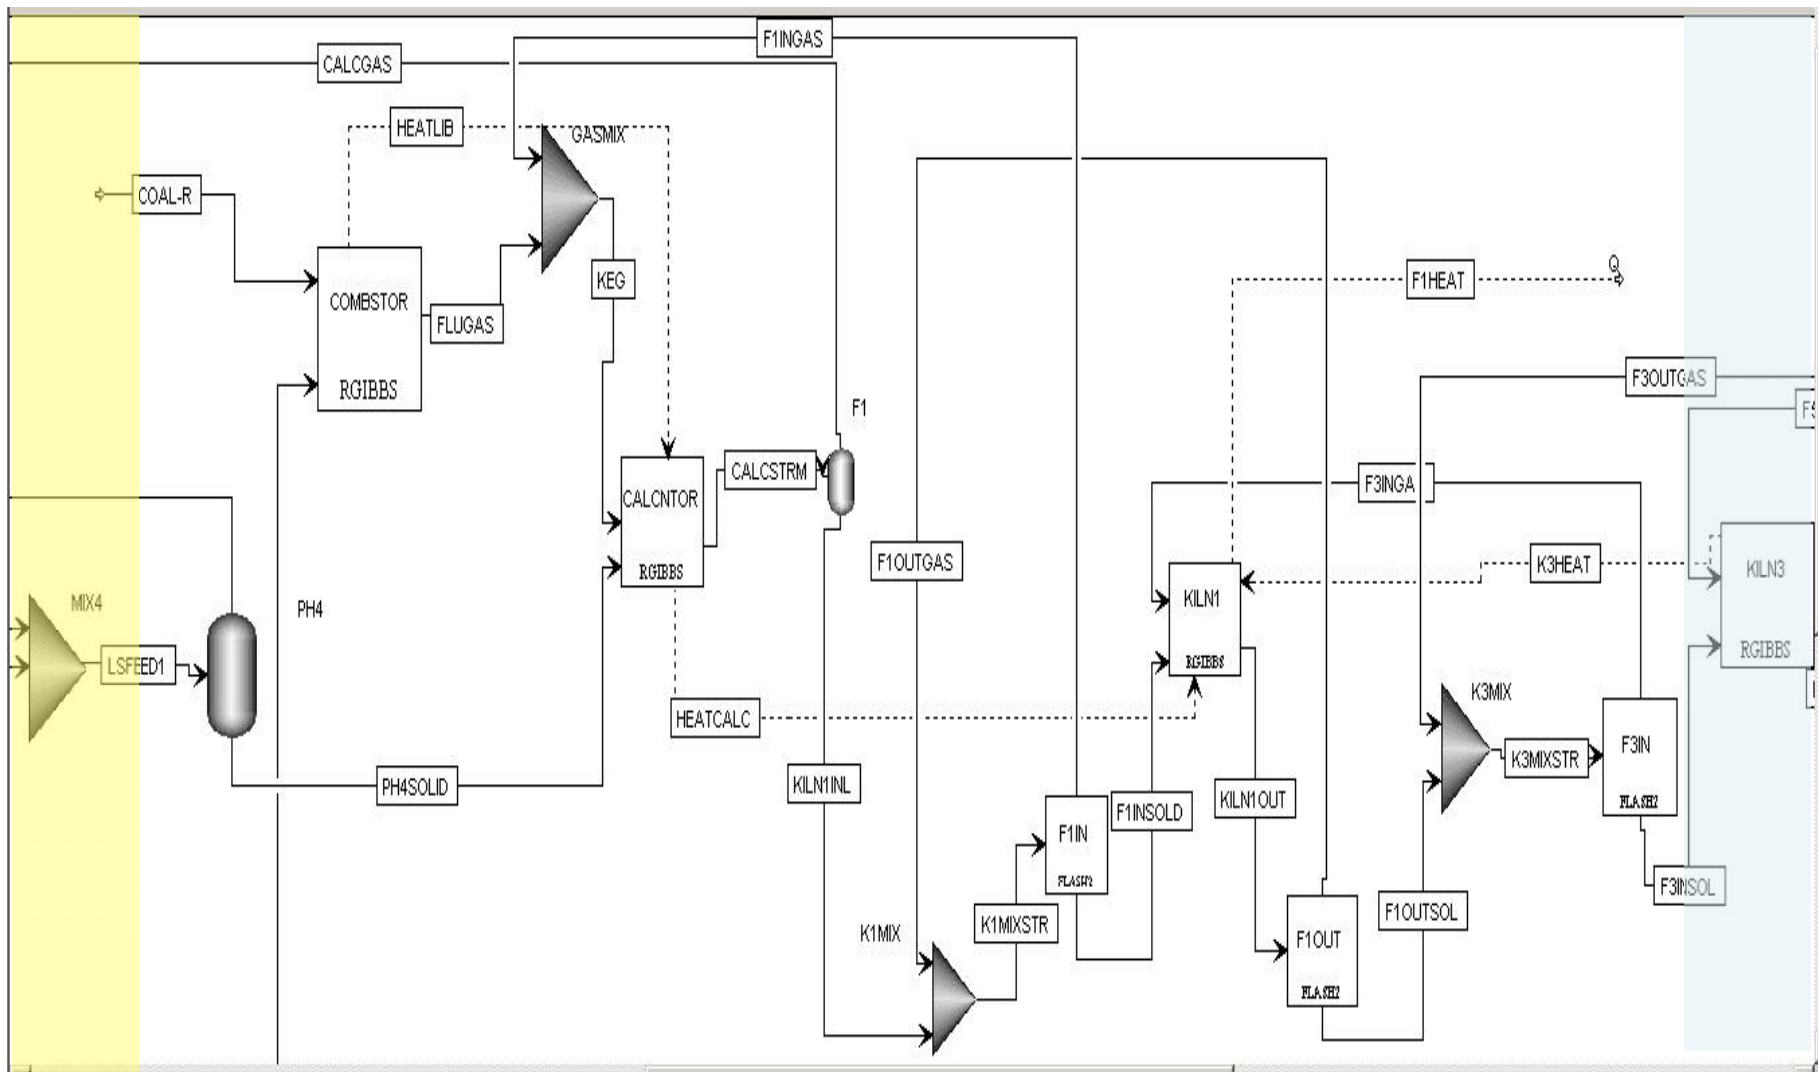 F1INGAS
CALCGAS
HEATLIB
GASMIX
COAL-R
KEG
F1HEAT
Q
COMBSTOR
FLUGAS
RGIBBS
F3OUTGAS
F1
CALCSTRM
CALCNTOR
RGIBBS
F3INGA
F1OUTGAS
K3HEAT
KILN3
RGIBBS
KILN1
RGIBBS
MIX4
PH4
LSFEED1
HEATCALC
K3MIX
F3IN
FLASH2
K3MIXSTR
PH4SOLID
KILN1INL
F1INSOLD
KILN1OUT
F1IN
FLASH2
F3INSOL
F1OUTSOL
K1MIX
K1MIXSTR
F1OUT
FLASH2